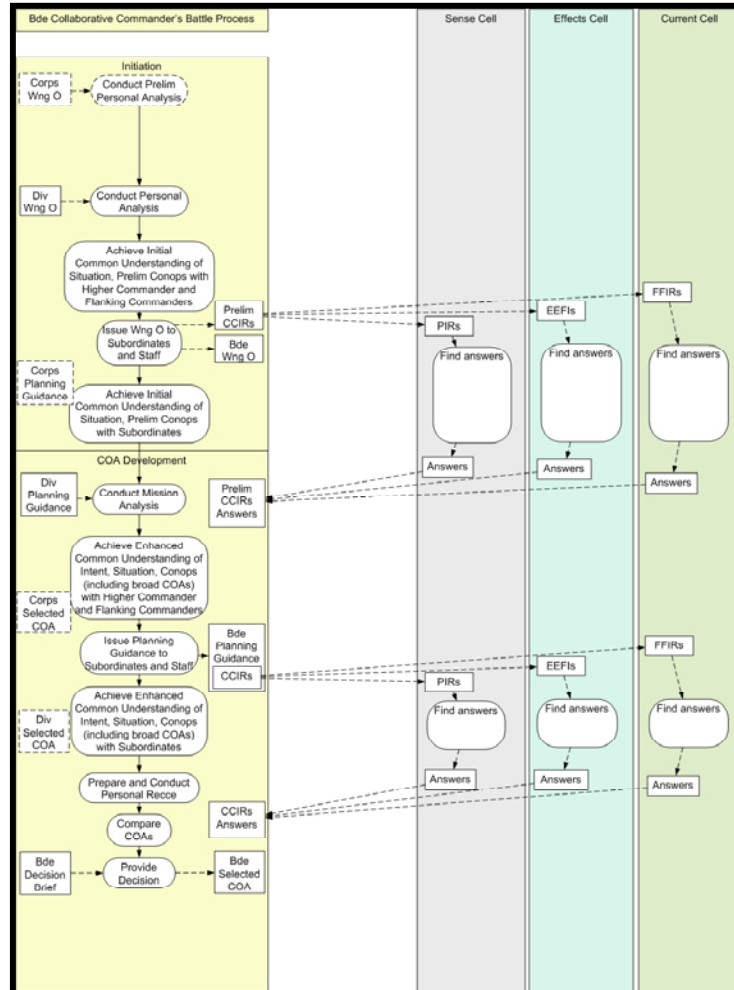 Bde Collaborative Commander's Battle Process
Sense Cell
Effects Cell
Current Cell
Initiation
Corps
Wng O
Conduct Prelim
Personal Analysis
Div
Wng O
Conduct Personal
Analysis
Achieve Initial
Common Understanding of
Situation, Prelim Conops with
Higher Commander and
Flanking Commanders
Prelim
CCIRs
Issue Wng O to
Subordinates
and Staff
Bde
Wng O
Corps
Planning
Guidance
Achieve Initial
Common Understanding of
Situation, Prelim Conops
with Subordinates
PIRs
Find answers
Answers
EEFIs
Find answers
Answers
FFIRs
Find answers
Answers
COA Development
Div
Planning
Guidance
Conduct Mission
Analysis
Prelim
CCIRs
Answers
Achieve Enhanced
Common Understanding of
Intent, Situation, Conops
(including broad COAs)
with Higher Commander
and Flanking Commanders
Corps
Selected
COA
Issue Planning
Guidance to
Subordinates and Staff
Bde
Planning
Guidance
CCIRs
Achieve Enhanced
Common Understanding of
Intent, Situation, Conops
(including broad COAs)
with Subordinates
Div
Selected
COA
PIRs
Find answers
Answers
EEFIs
Find answers
Answers
FFIRs
Find answers
Answers
Prepare and Conduct
Personal Recce
CCIRs
Answers
Compare
COAs
Bde
Decision
Brief
Provide
Decision
Bde
Selected
COA